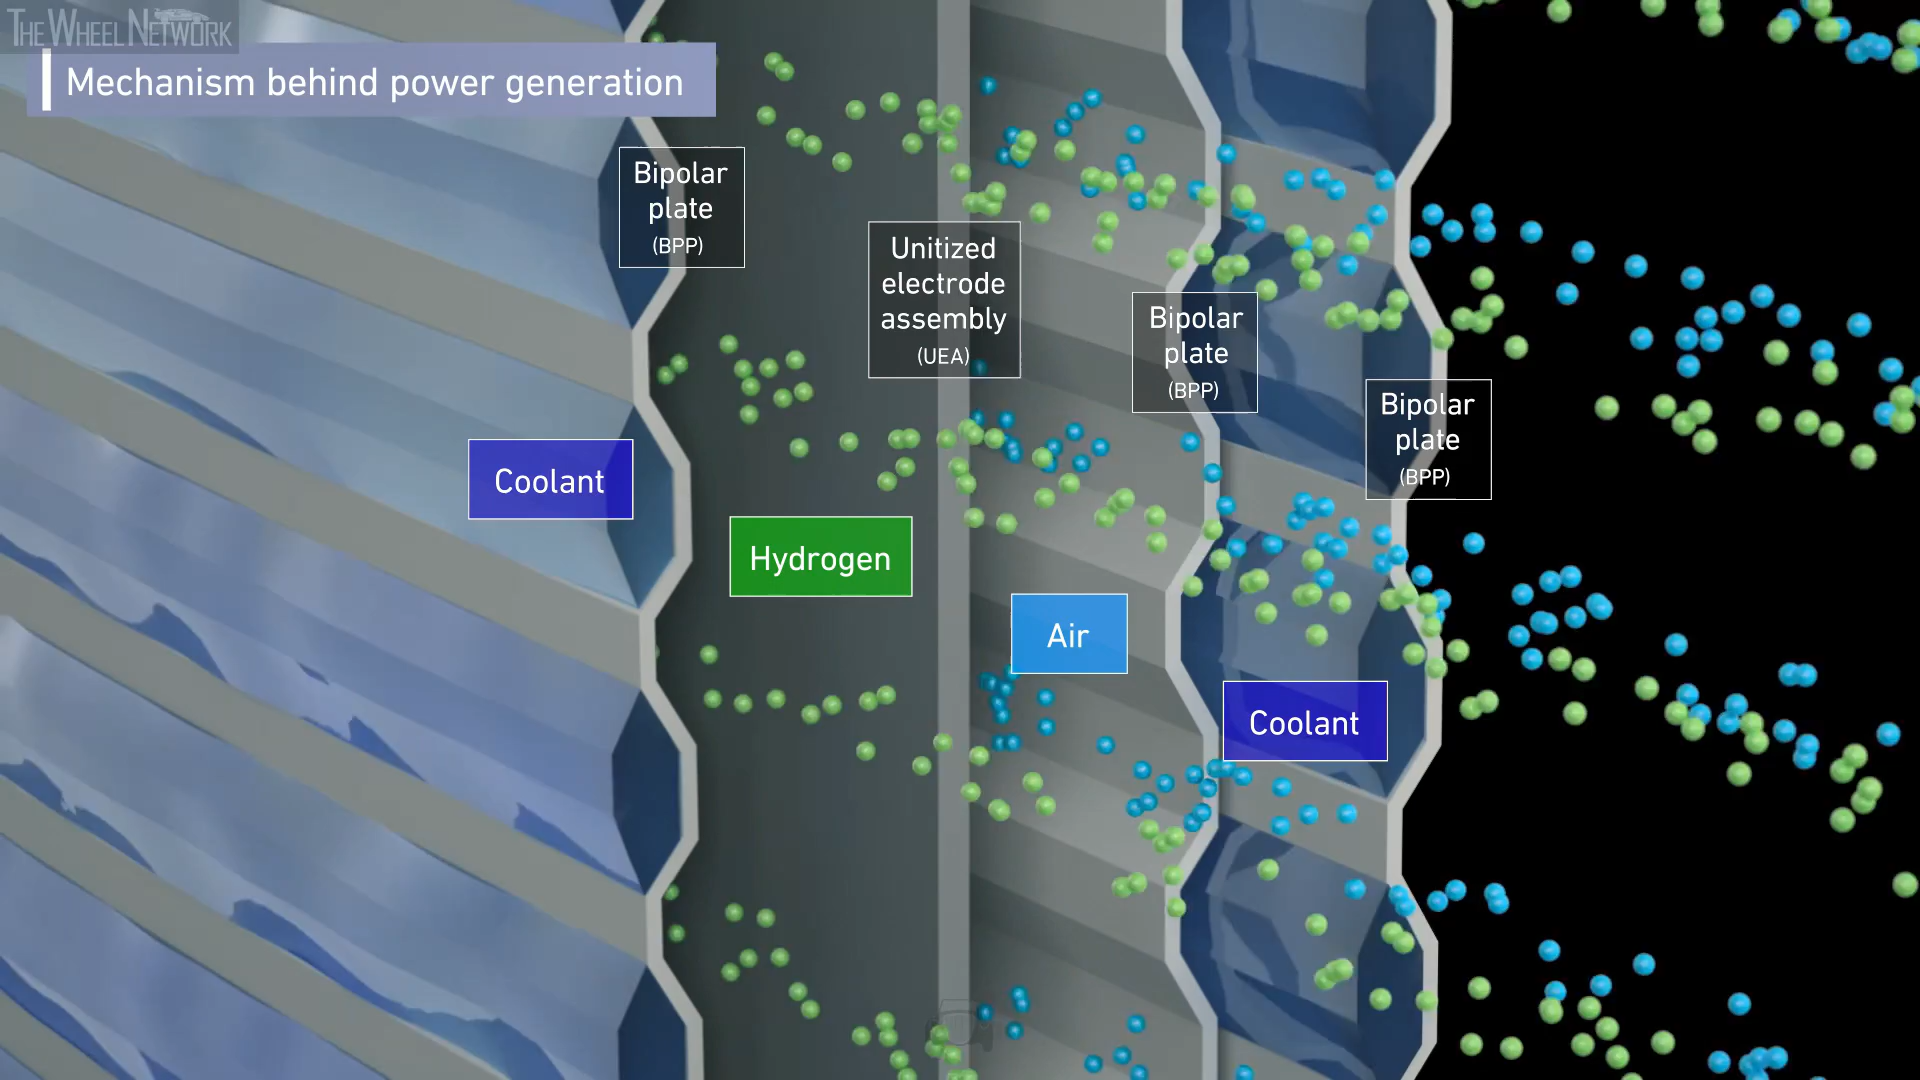 THE WHEEL NETWORK
Mechanism behind power generation
Bipolar
plate
(BPP)
Unitized
electrode
assembly
(UEA)
Bipolar
plate
(BPP)
Bipolar
plate
(BPP)
Coolant
Hydrogen
Air
Coolant